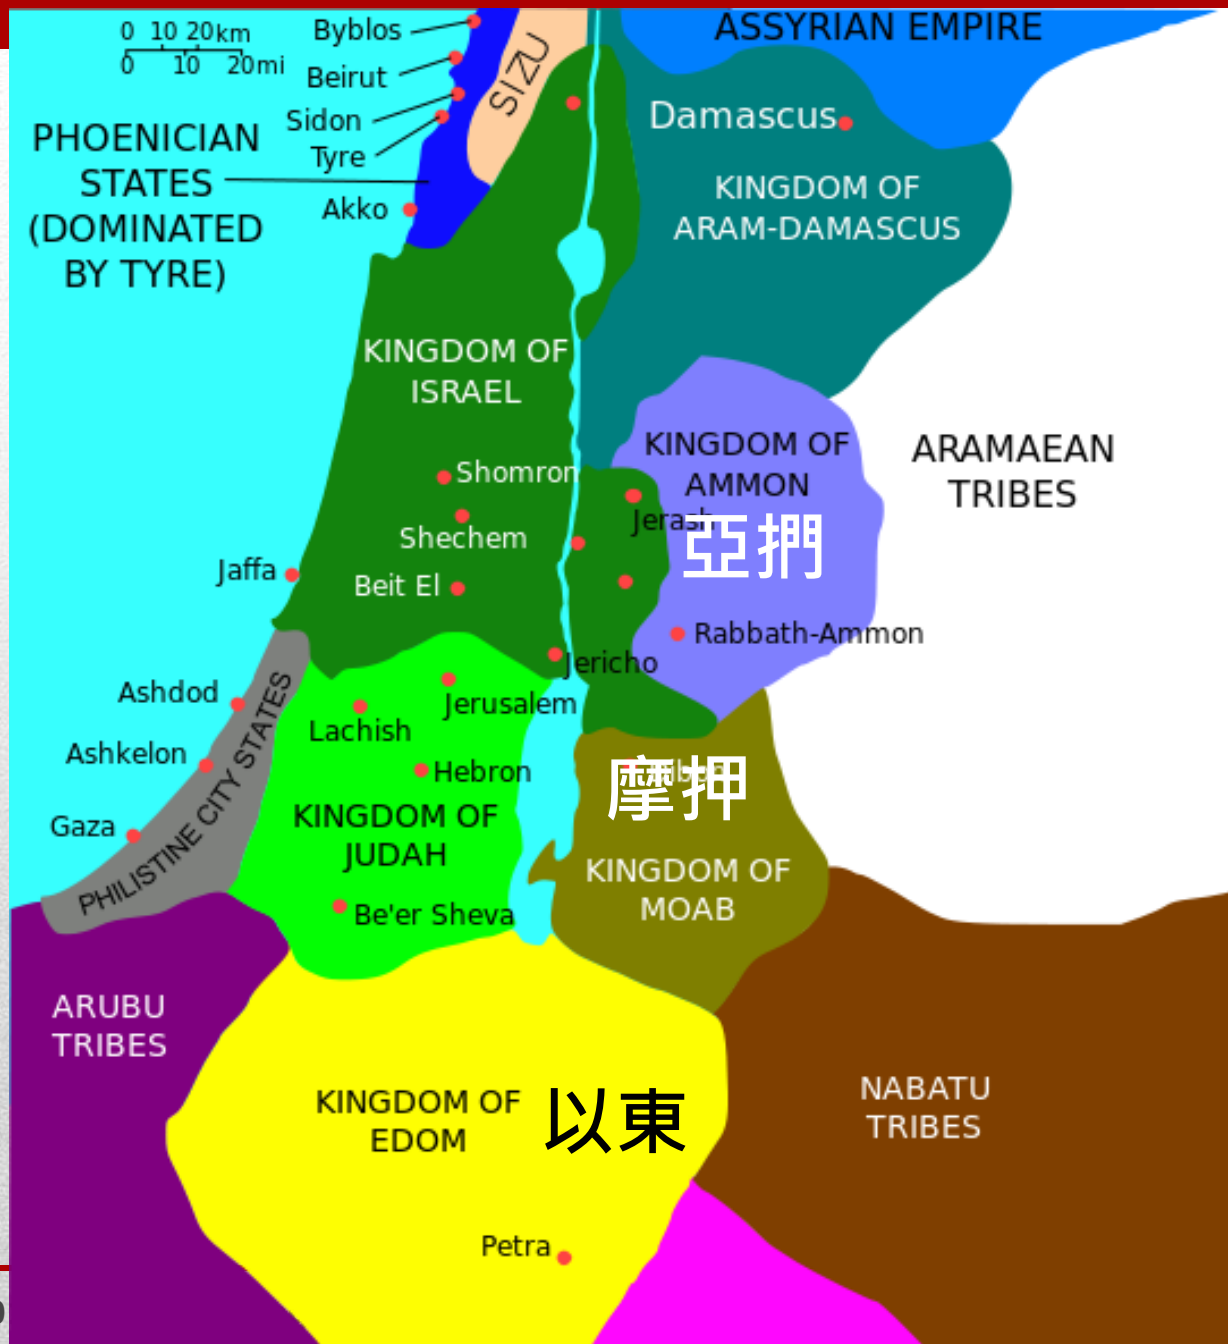 0 10 20km
0 10 20mi
Byblos
Beirut
Sidon
Tyre
Akko
PHOENICIAN
STATES
(DOMINATED
BY TYRE)
SIZU
ASSYRIAN EMPIRE
Damascus
KINGDOM OF
ARAM-DAMASCUS
KINGDOM OF
ISRAEL
KINGDOM OF
AMMON
亞捫
ARAMAEAN
TRIBES
Shomron
Jerash
Shechem
Jaffa
Beit El
Rabbath-Ammon
Jericho
Ashdod
Jerusalem
Lachish
Ashkelon
Hebron
摩押
Gaza
PHILISTINE CITY STATES
KINGDOM OF
JUDAH
KINGDOM OF
MOAB
Be'er Sheva
ARUBU
TRIBES
KINGDOM OF
EDOM
以東
NABATU
TRIBES
Petra